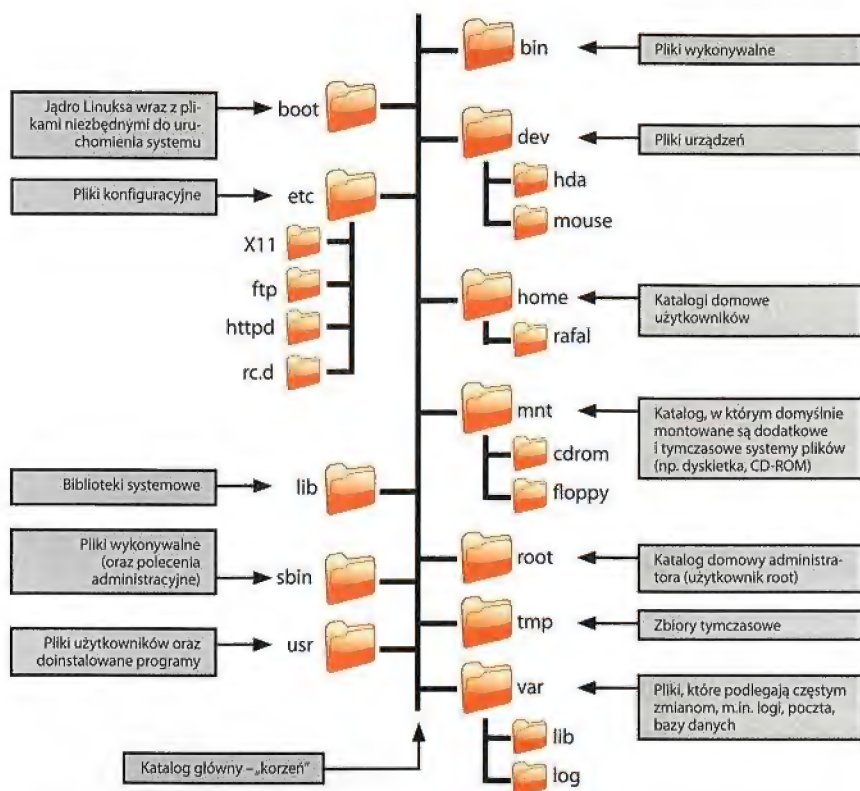 bin
Pliki wykonywalne
Jądro Linuksa wraz z pli-
kami niezbędnymi do uru-
chomienia systemu
boot
dev
Pliki urządzeń
hda
mouse
Pliki konfiguracyjne
etc
X11
ftp
httpd
rc.d
home
Katalogi domowe
użytkowników
rafal
mnt
Katalog, w którym domyślnie
montowane są dodatkowe
i tymczasowe systemy plików
(np. dyskietka, CD-ROM)
cdrom
floppy
Biblioteki systemowe
lib
Pliki wykonywalne
(oraz polecenia
administracyjne)
sbin
root
Katalog domowy administra-
tora (użytkownik root)
tmp
Zbiory tymczasowe
Pliki użytkowników oraz
doinstalowane programy
usr
var
Pliki, które podlegają częstym
zmianom, m.in. logi, poczta,
bazy danych
lib
log
Katalog główny – „korzeń"